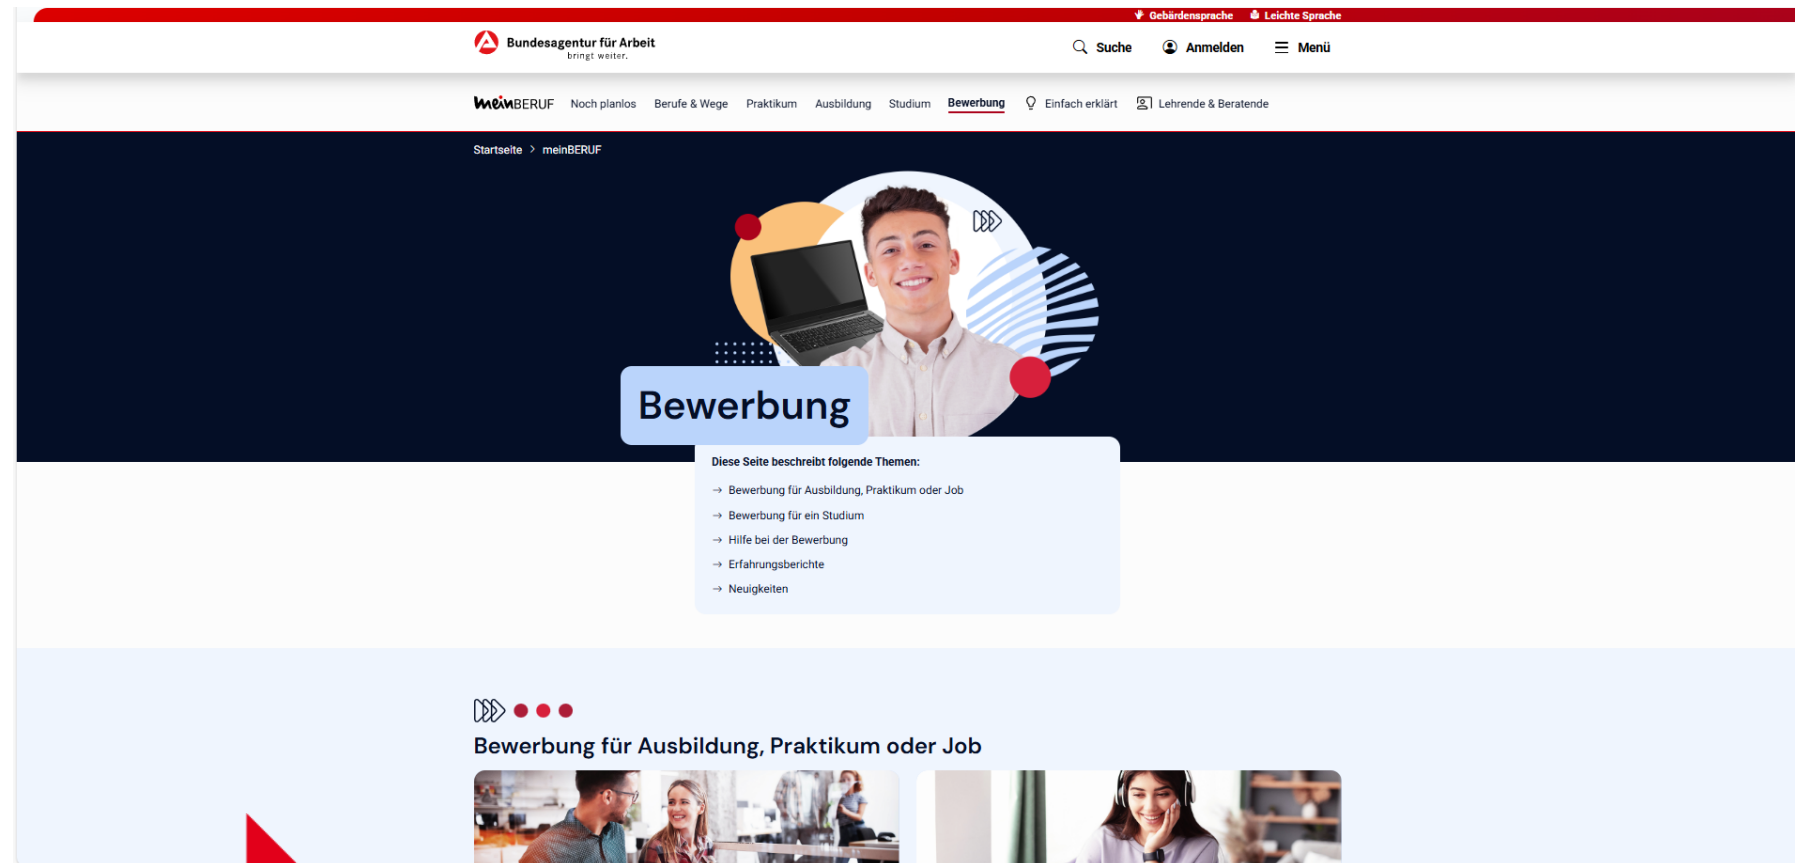 Gebärdensprache Leichte Sprache
Bundesagentur für Arbeit
bringt weiter.
Suche Anmelden Menü
meinBERUF Noch planlos Berufe & Wege Praktikum Ausbildung Studium Bewerbung Einfach erklärt Lehrende & Beratende
Startseite > meinBERUF
Bewerbung
Diese Seite beschreibt folgende Themen:
→ Bewerbung für Ausbildung, Praktikum oder Job
→ Bewerbung für ein Studium
→ Hilfe bei der Bewerbung
→ Erfahrungsberichte
→ Neuigkeiten
Bewerbung für Ausbildung, Praktikum oder Job